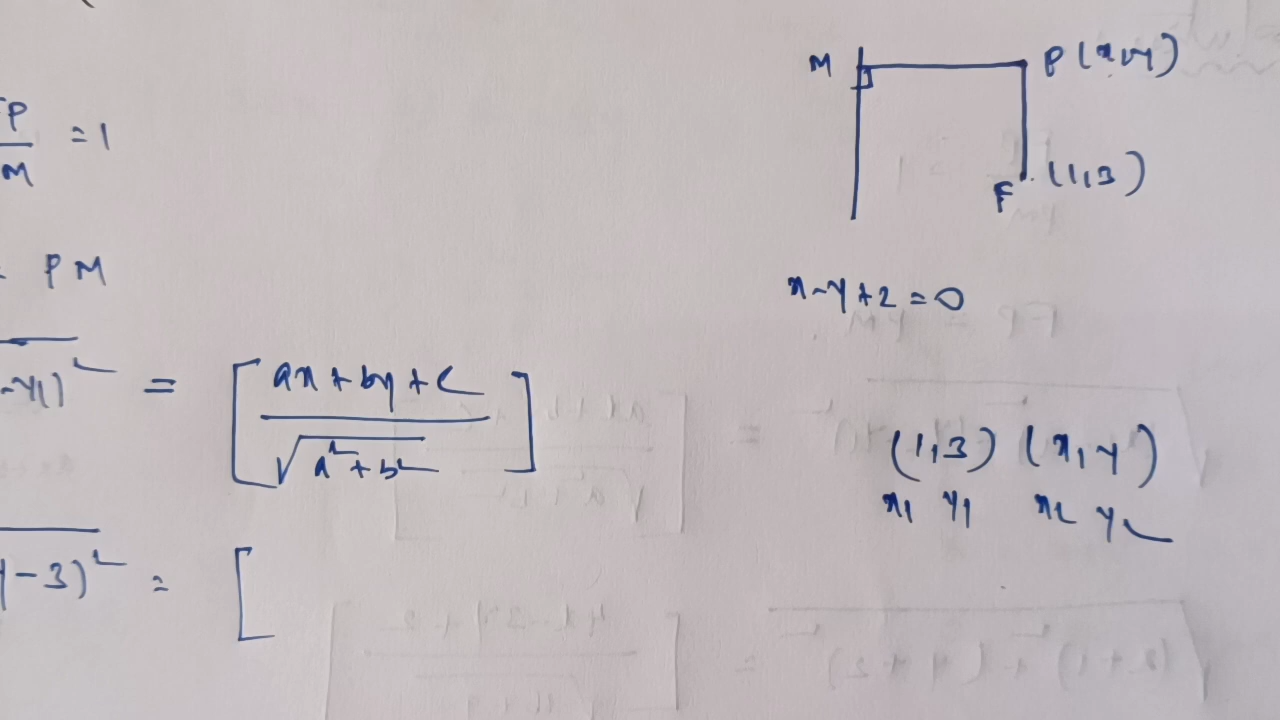 M P(x,y)
P/M = 1
F (1,3)
PM
x-y+2=0
-y₁)² = [ax+by+c/√a²+b²]
(1,3) (x,y)
x₁ y₁ x₂ y₂
-3)² = [